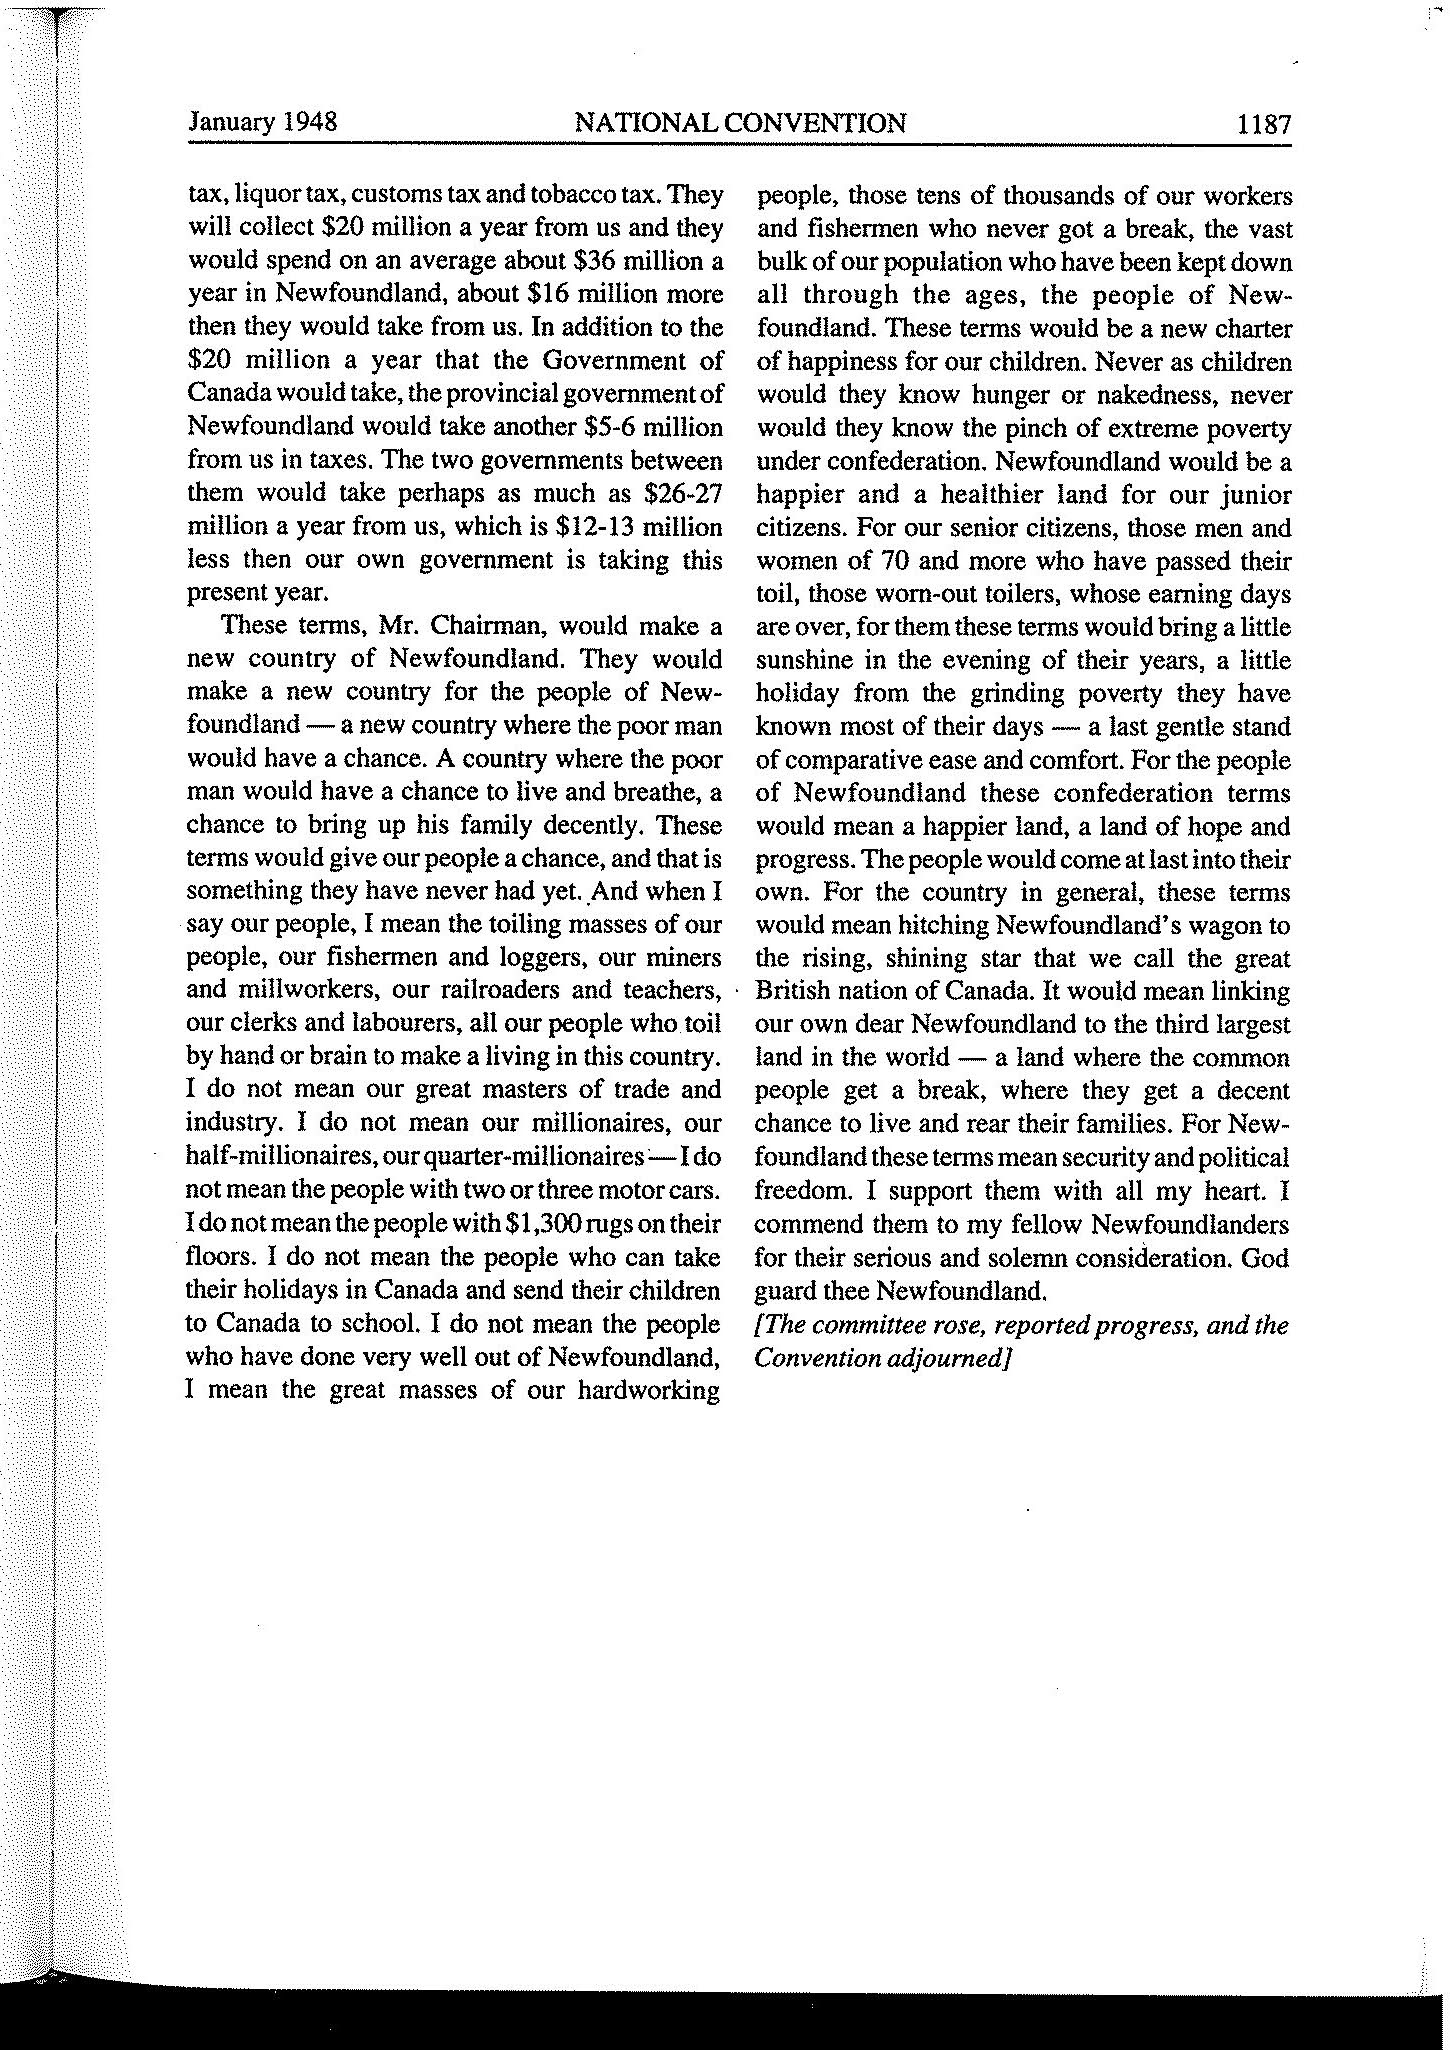 January 1948 NATIONAL CONVENTION 1187
tax, liquor tax, customs tax and tobacco tax. They
will collect $20 million a year from us and they
would spend on an average about $36 million a
year in Newfoundland, about $16 million more
then they would take from us. In addition to the
$20 million a year that the Government of
Canada would take, the provincial government of
Newfoundland would take another $5-6 million
from us in taxes. The two governments between
them would take perhaps as much as $26-27
million a year from us, which is $12-13 million
less then our own government is taking this
present year.
These terms, Mr. Chairman, would make a
new country of Newfoundland. They would
make a new country for the people of New-
foundland — a new country where the poor man
would have a chance. A country where the poor
man would have a chance to live and breathe, a
chance to bring up his family decently. These
terms would give our people a chance, and that is
something they have never had yet. And when I
say our people, I mean the toiling masses of our
people, our fishermen and loggers, our miners
and millworkers, our railroaders and teachers,
our clerks and labourers, all our people who toil
by hand or brain to make a living in this country.
I do not mean our great masters of trade and
industry. I do not mean our millionaires, our
half-millionaires, our quarter-millionaires — I do
not mean the people with two or three motor cars.
I do not mean the people with $1,300 rugs on their
floors. I do not mean the people who can take
their holidays in Canada and send their children
to Canada to school. I do not mean the people
who have done very well out of Newfoundland,
I mean the great masses of our hardworking
people, those tens of thousands of our workers
and fishermen who never got a break, the vast
bulk of our population who have been kept down
all through the ages, the people of New-
foundland. These terms would be a new charter
of happiness for our children. Never as children
would they know hunger or nakedness, never
would they know the pinch of extreme poverty
under confederation. Newfoundland would be a
happier and a healthier land for our junior
citizens. For our senior citizens, those men and
women of 70 and more who have passed their
toil, those worn-out toilers, whose earning days
are over, for them these terms would bring a little
sunshine in the evening of their years, a little
holiday from the grinding poverty they have
known most of their days — a last gentle stand
of comparative ease and comfort. For the people
of Newfoundland these confederation terms
would mean a happier land, a land of hope and
progress. The people would come at last into their
own. For the country in general, these terms
would mean hitching Newfoundland's wagon to
the rising, shining star that we call the great
British nation of Canada. It would mean linking
our own dear Newfoundland to the third largest
land in the world — a land where the common
people get a break, where they get a decent
chance to live and rear their families. For New-
foundland these terms mean security and political
freedom. I support them with all my heart. I
commend them to my fellow Newfoundlanders
for their serious and solemn consideration. God
guard thee Newfoundland.
[The committee rose, reported progress, and the
Convention adjourned]